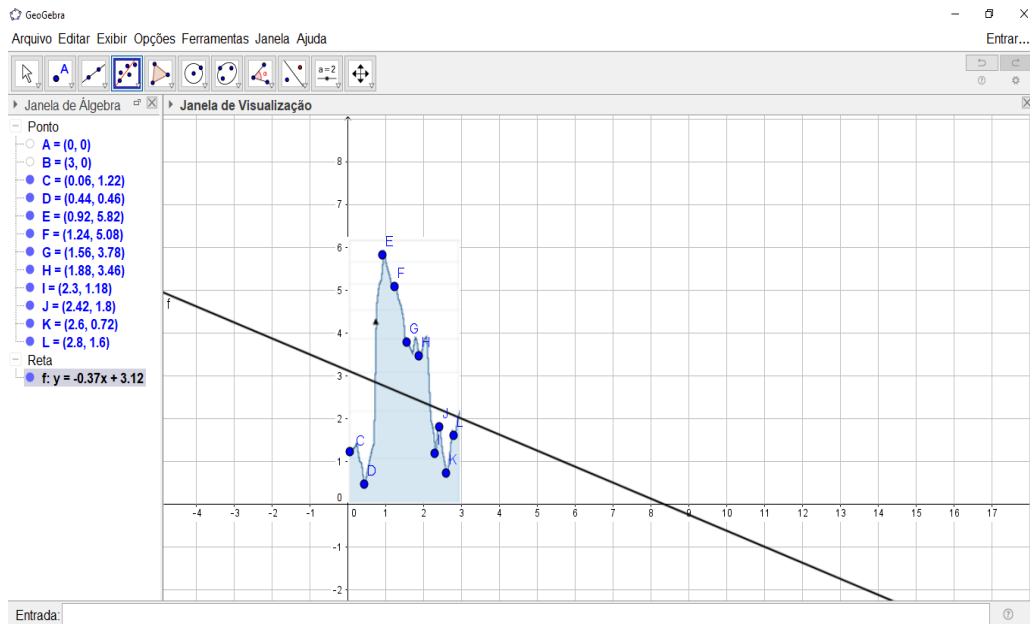 GeoGebra
Arquivo Editar Exibir Opções Ferramentas Janela Ajuda
Entrar...
A
a = 2
α
Janela de Álgebra
Janela de Visualização
Ponto
A = (0, 0)
B = (3, 0)
C = (0.06, 1.22)
D = (0.44, 0.46)
E = (0.92, 5.82)
F = (1.24, 5.08)
G = (1.56, 3.78)
H = (1.88, 3.46)
I = (2.3, 1.18)
J = (2.42, 1.8)
K = (2.6, 0.72)
L = (2.8, 1.6)
Reta
f: y = -0.37x + 3.12
8
7
6
5
4
3
2
1
0
-1
-2
-4 -3 -2 -1 0 1 2 3 4 5 6 7 8 9 10 11 12 13 14 15 16 17
f
E
F
G
H
J
L
C
I
K
D
Entrada: